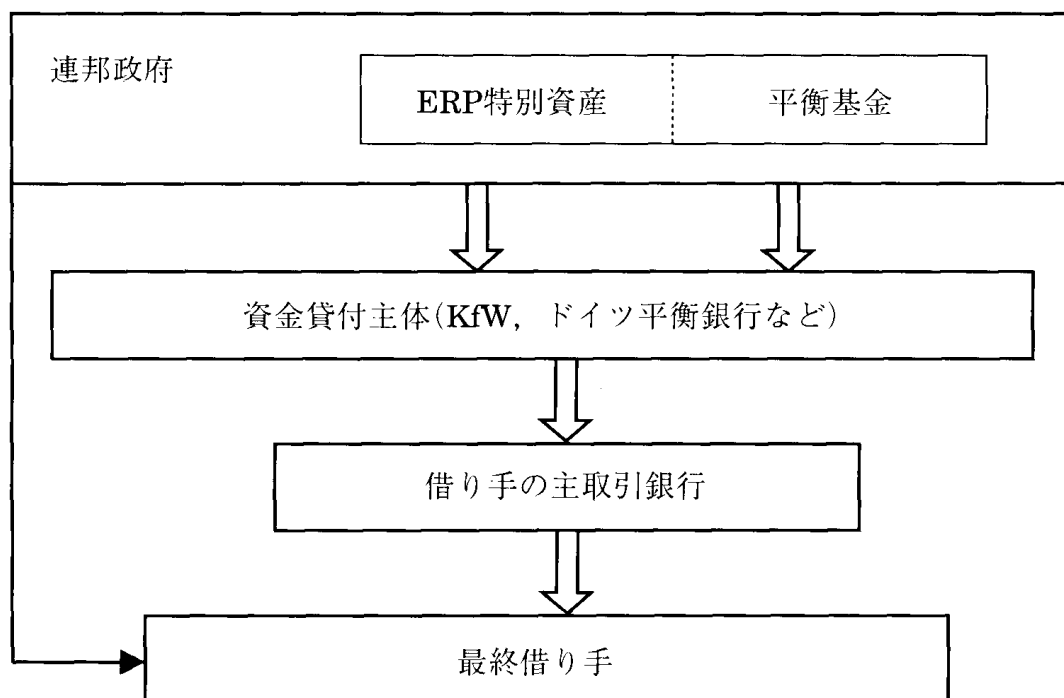 連邦政府
ERP特別資産
平衡基金
資金貸付主体(KfW, ドイツ平衡銀行など)
借り手の主取引銀行
最終借り手